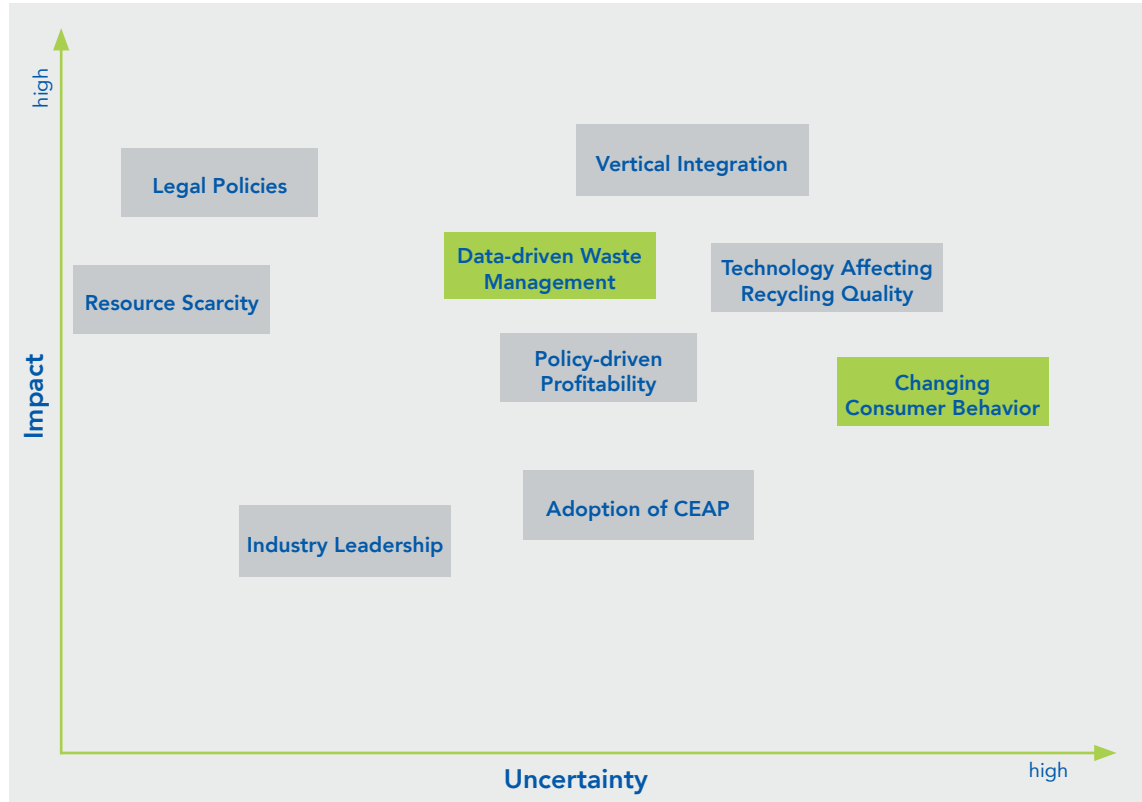 high
Vertical Integration
Legal Policies
Data-driven Waste
Management
Technology Affecting
Recycling Quality
Resource Scarcity
Policy-driven
Profitability
Changing
Consumer Behavior
Impact
Adoption of CEAP
Industry Leadership
Uncertainty
high